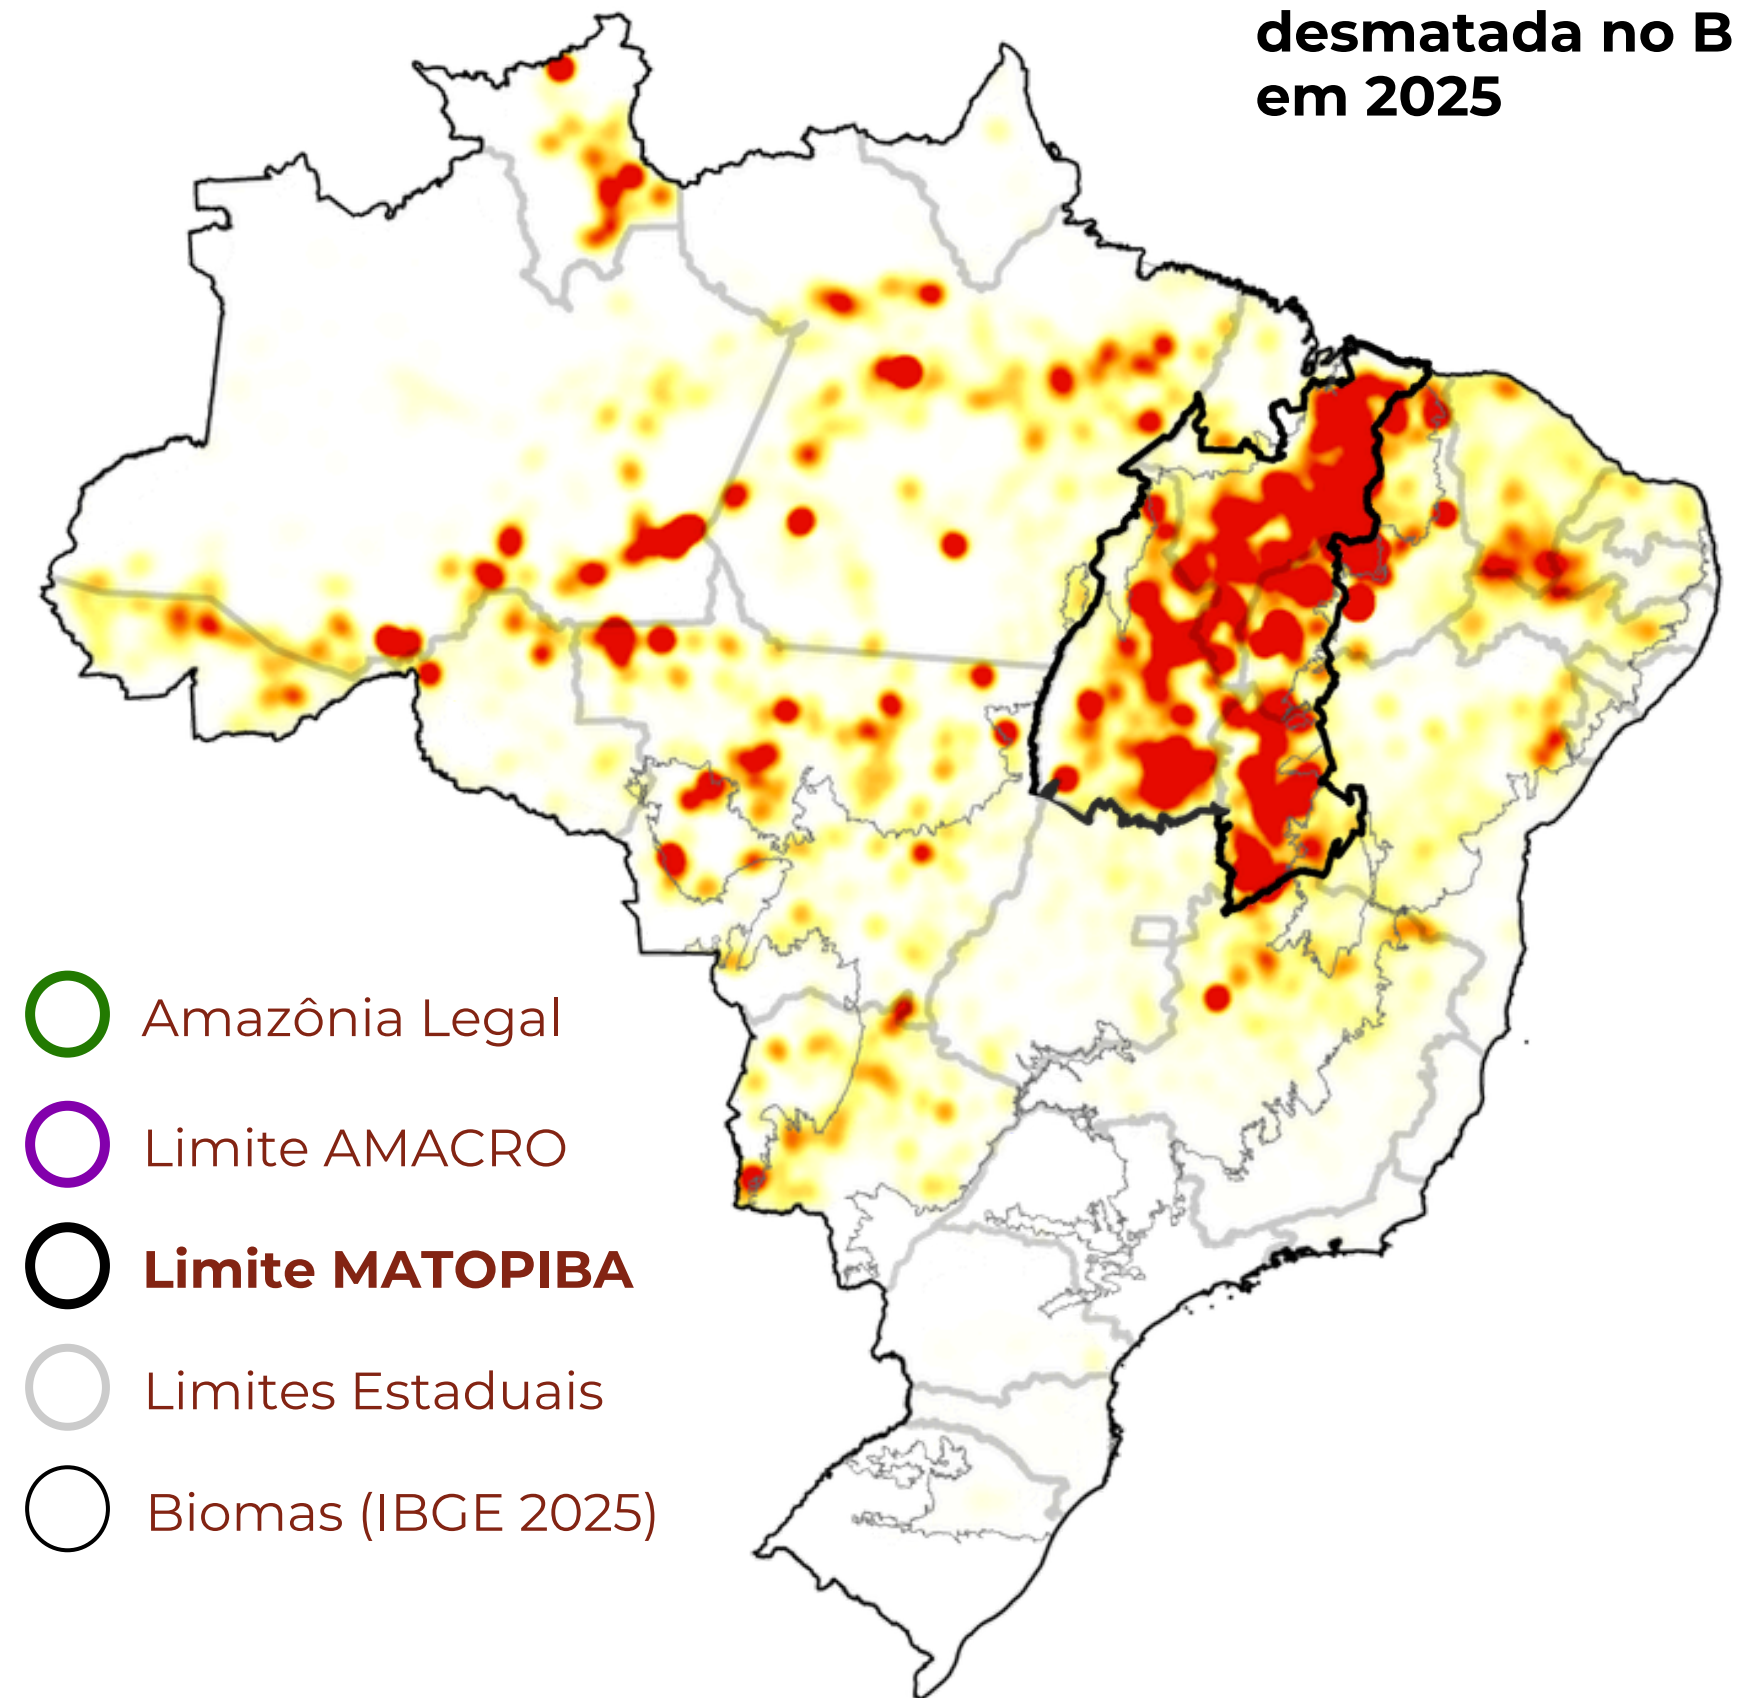 desmatada no B
em 2025
Amazônia Legal
Limite AMACRO
Limite MATOPIBA
Limites Estaduais
Biomas (IBGE 2025)